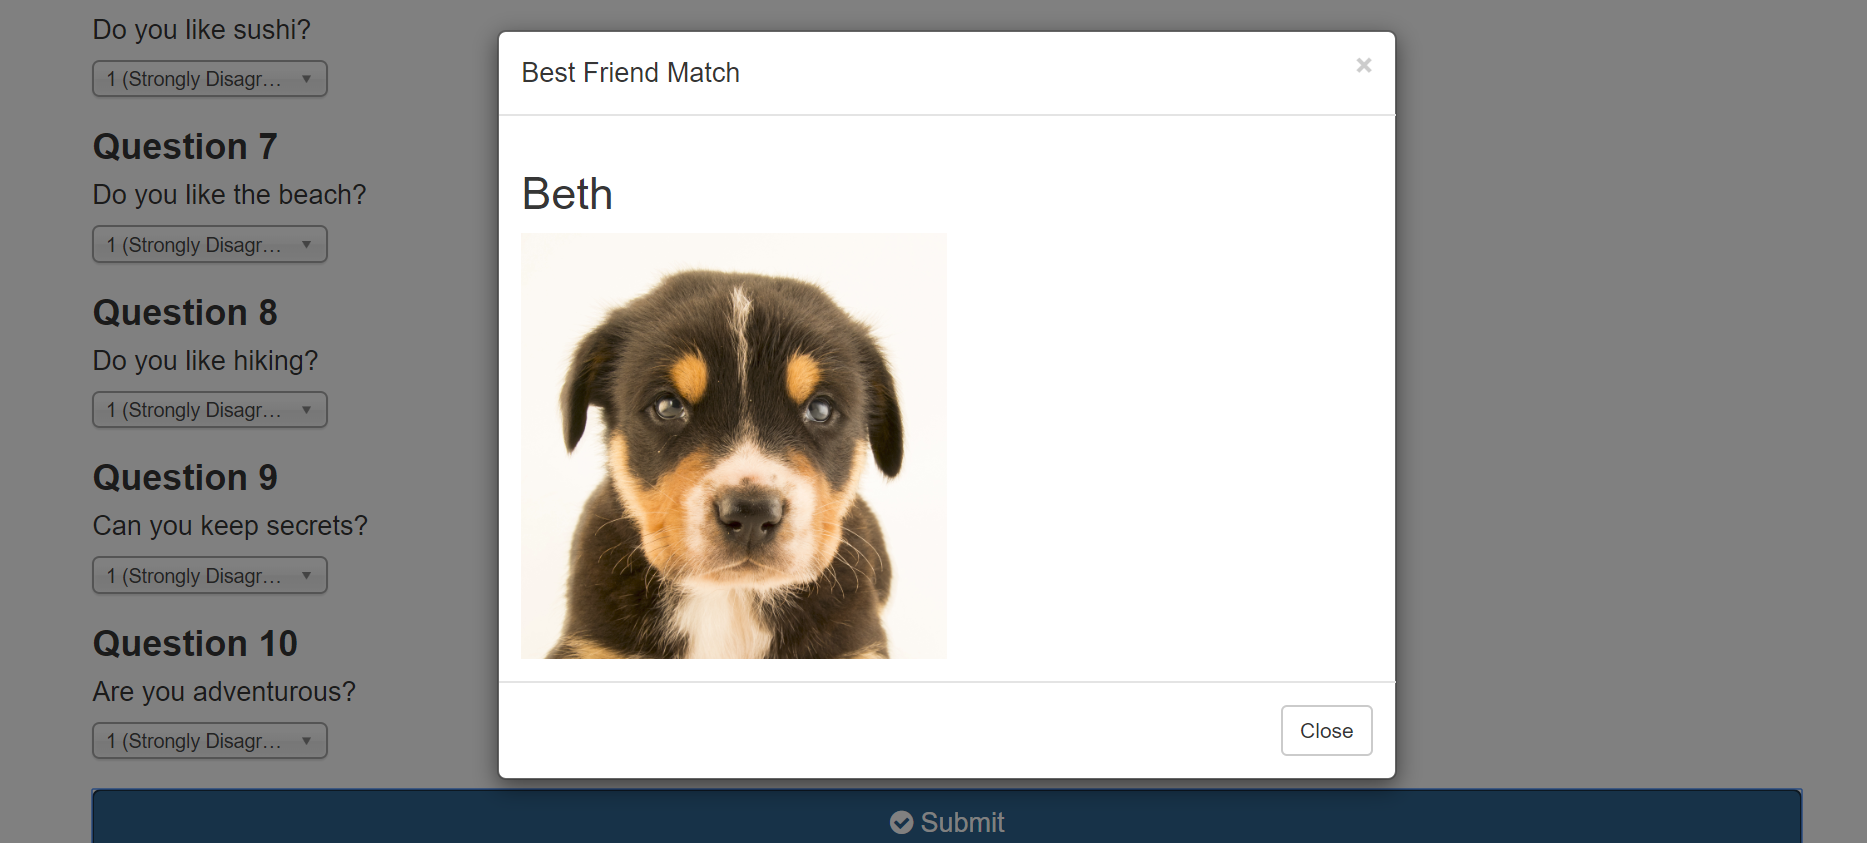 Do you like sushi?
1 (Strongly Disagr...
Question 7
Do you like the beach?
1 (Strongly Disagr...
Question 8
Do you like hiking?
1 (Strongly Disagr...
Question 9
Can you keep secrets?
1 (Strongly Disagr...
Question 10
Are you adventurous?
1 (Strongly Disagr...
Submit
Best Friend Match
×
Beth
Close